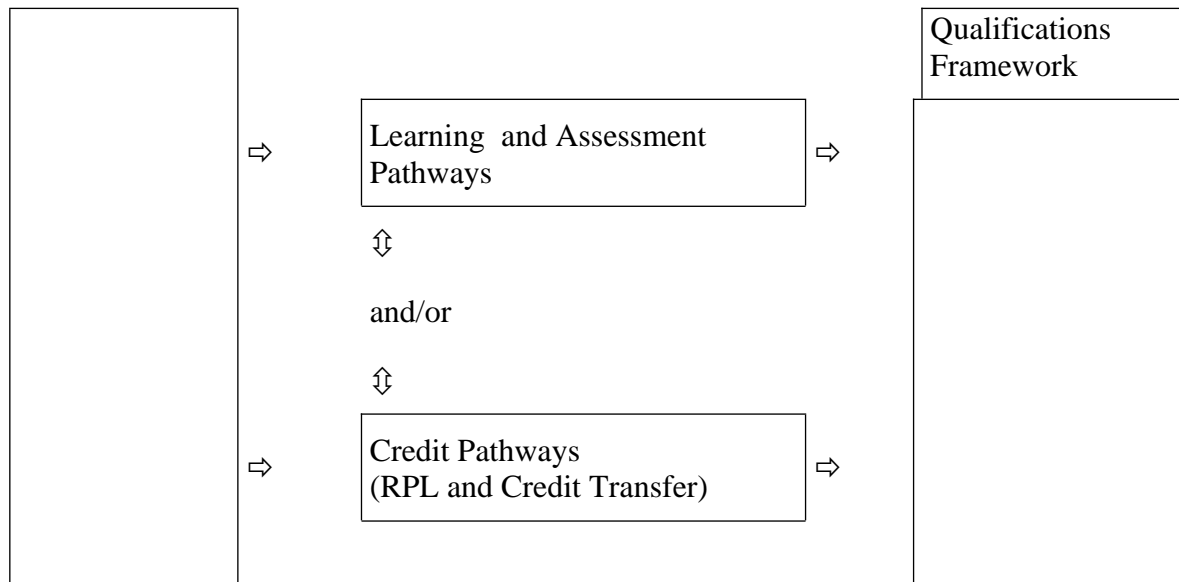 Qualifications
Framework
Learning and Assessment
Pathways
and/or
Credit Pathways
(RPL and Credit Transfer)